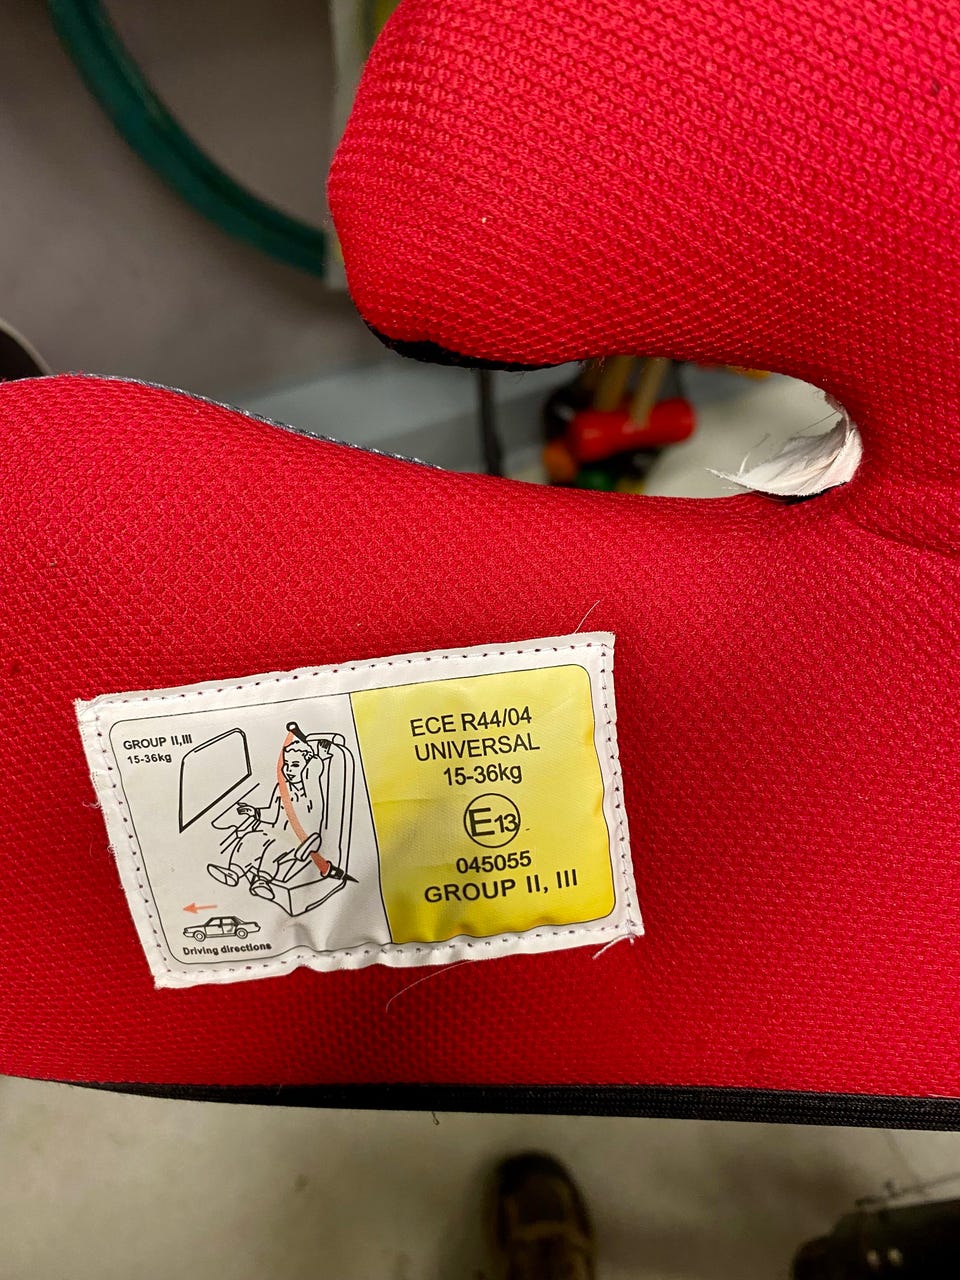 GROUP II,III
15-36kg
Driving directions
ECE R44/04
UNIVERSAL
15-36kg
E13
045055
GROUP II, III